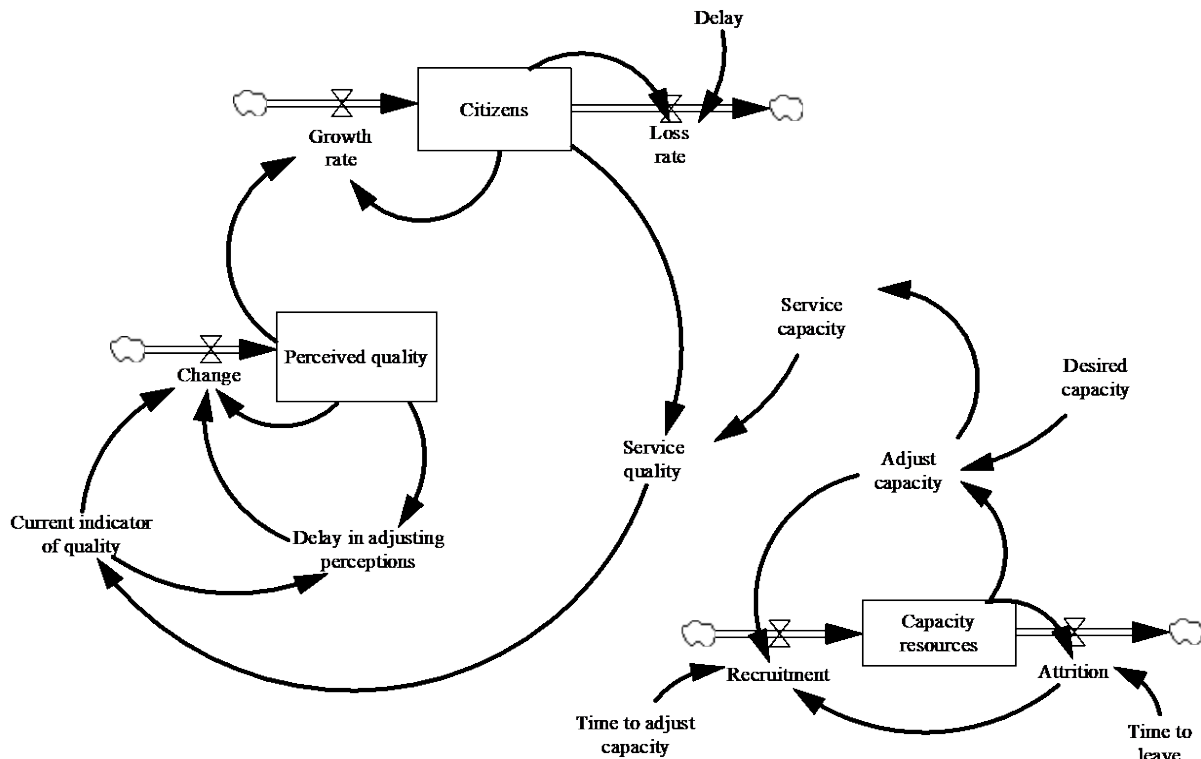 Delay
Citizens
Growth
rate
Loss
rate
Service
capacity
Perceived quality
Change
Desired
capacity
Service
quality
Adjust
capacity
Current indicator
of quality
Delay in adjusting
perceptions
Capacity
resources
Recruitment
Attrition
Time to adjust
capacity
Time to
leave